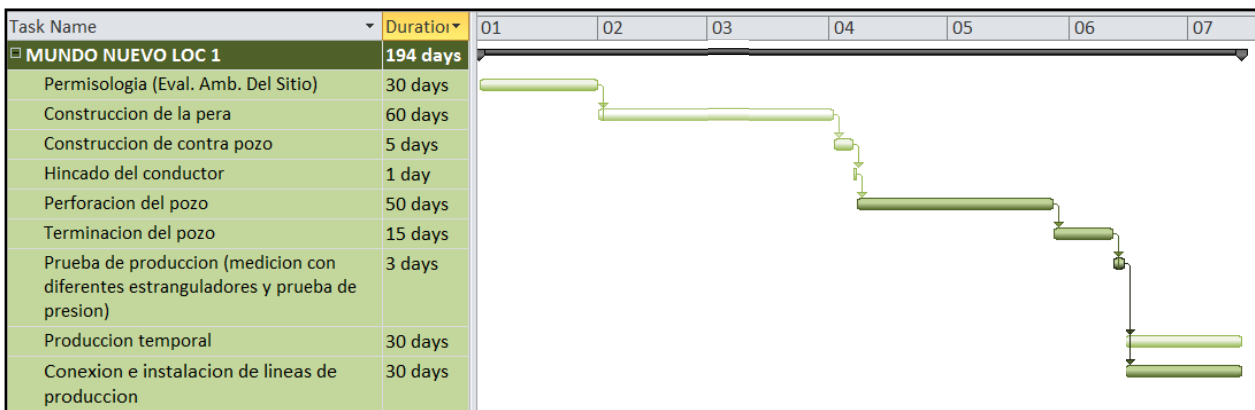 Task Name Duration 01 02 03 04 05 06 07
MUNDO NUEVO LOC 1 194 days
Permisologia (Eval. Amb. Del Sitio) 30 days
Construccion de la pera 60 days
Construccion de contra pozo 5 days
Hincado del conductor 1 day
Perforacion del pozo 50 days
Terminacion del pozo 15 days
Prueba de produccion (medicion con 3 days
diferentes estranguladores y prueba de
presion)
Produccion temporal 30 days
Conexion e instalacion de lineas de 30 days
produccion